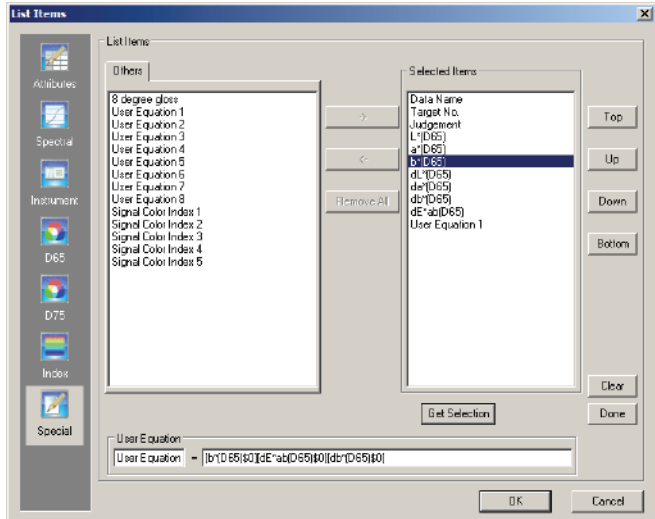 List Items
Attributes
Spectral
Instrument
D65
D75
Index
Special
List Items
Others
8 degree gloss
User Equation 1
User Equation 2
User Equation 3
User Equation 4
User Equation 5
User Equation 6
User Equation 7
User Equation 8
Signal Color Index 1
Signal Color Index 2
Signal Color Index 3
Signal Color Index 4
Signal Color Index 5
->
<-
Remove All
Selected Items
Data Name
Target No.
Judgement
L*(D65)
a*(D65)
b*(D65)
dL*(D65)
da*(D65)
db*(D65)
dE*ab(D65)
User Equation 1
Top
Up
Down
Bottom
Clear
Get Selection
Done
User Equation
User Equation = [b*(D65)$0][dE*ab(D65)$0][db*(D65)$0]
OK
Cancel